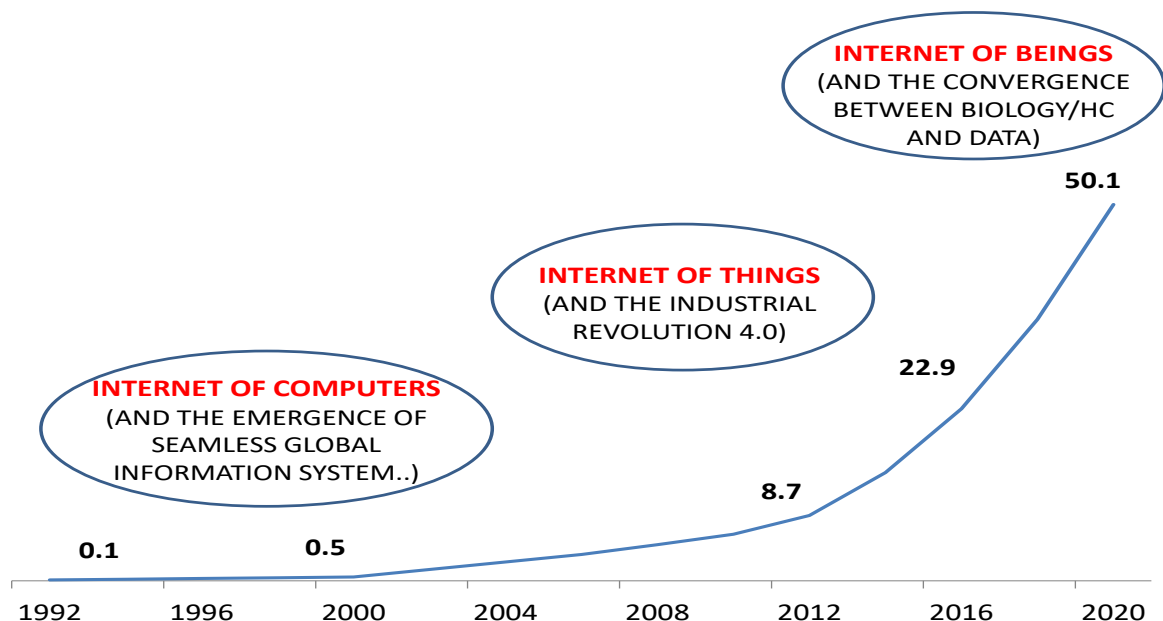 INTERNET OF BEINGS
(AND THE CONVERGENCE
BETWEEN BIOLOGY/HC
AND DATA)
50.1
INTERNET OF THINGS
(AND THE INDUSTRIAL
REVOLUTION 4.0)
22.9
INTERNET OF COMPUTERS
(AND THE EMERGENCE OF
SEAMLESS GLOBAL
INFORMATION SYSTEM..)
8.7
0.1 0.5
1992 1996 2000 2004 2008 2012 2016 2020